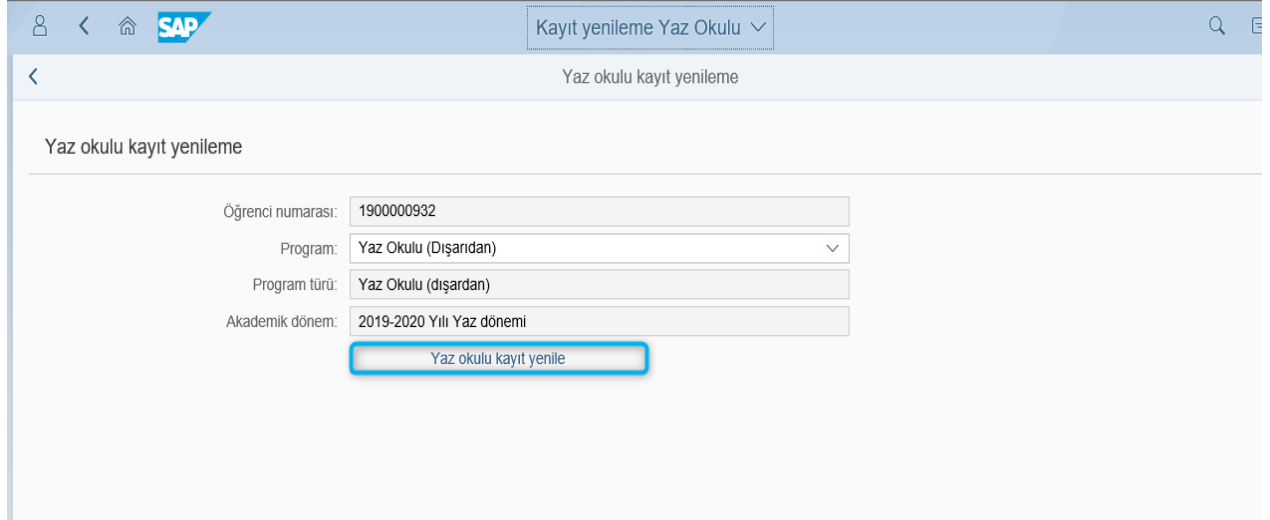 SAP Kayıt yenileme Yaz Okulu
Yaz okulu kayıt yenileme
Yaz okulu kayıt yenileme
Öğrenci numarası: 1900000932
Program: Yaz Okulu (Dışarıdan)
Program türü: Yaz Okulu (dışardan)
Akademik dönem: 2019-2020 Yılı Yaz dönemi
Yaz okulu kayıt yenile